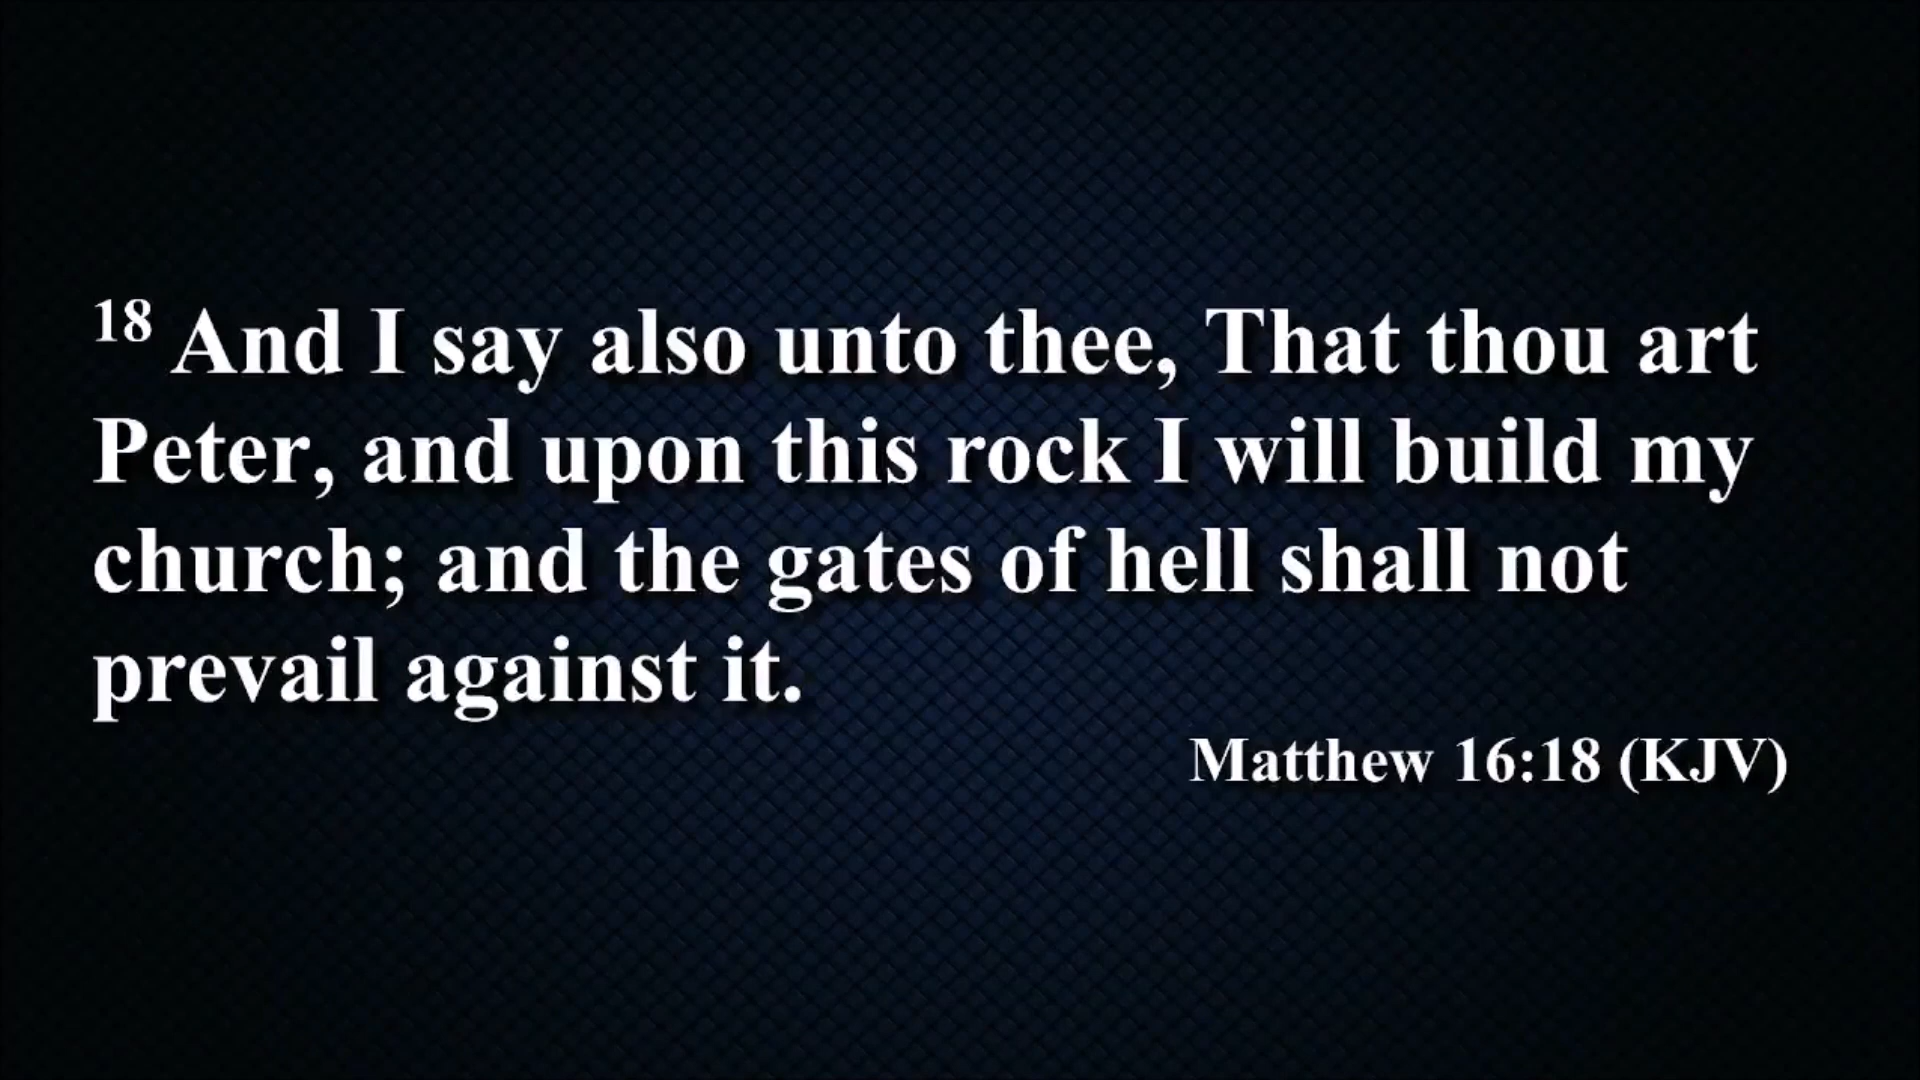 18 And I say also unto thee, That thou art
Peter, and upon this rock I will build my
church; and the gates of hell shall not
prevail against it.
Matthew 16:18 (KJV)